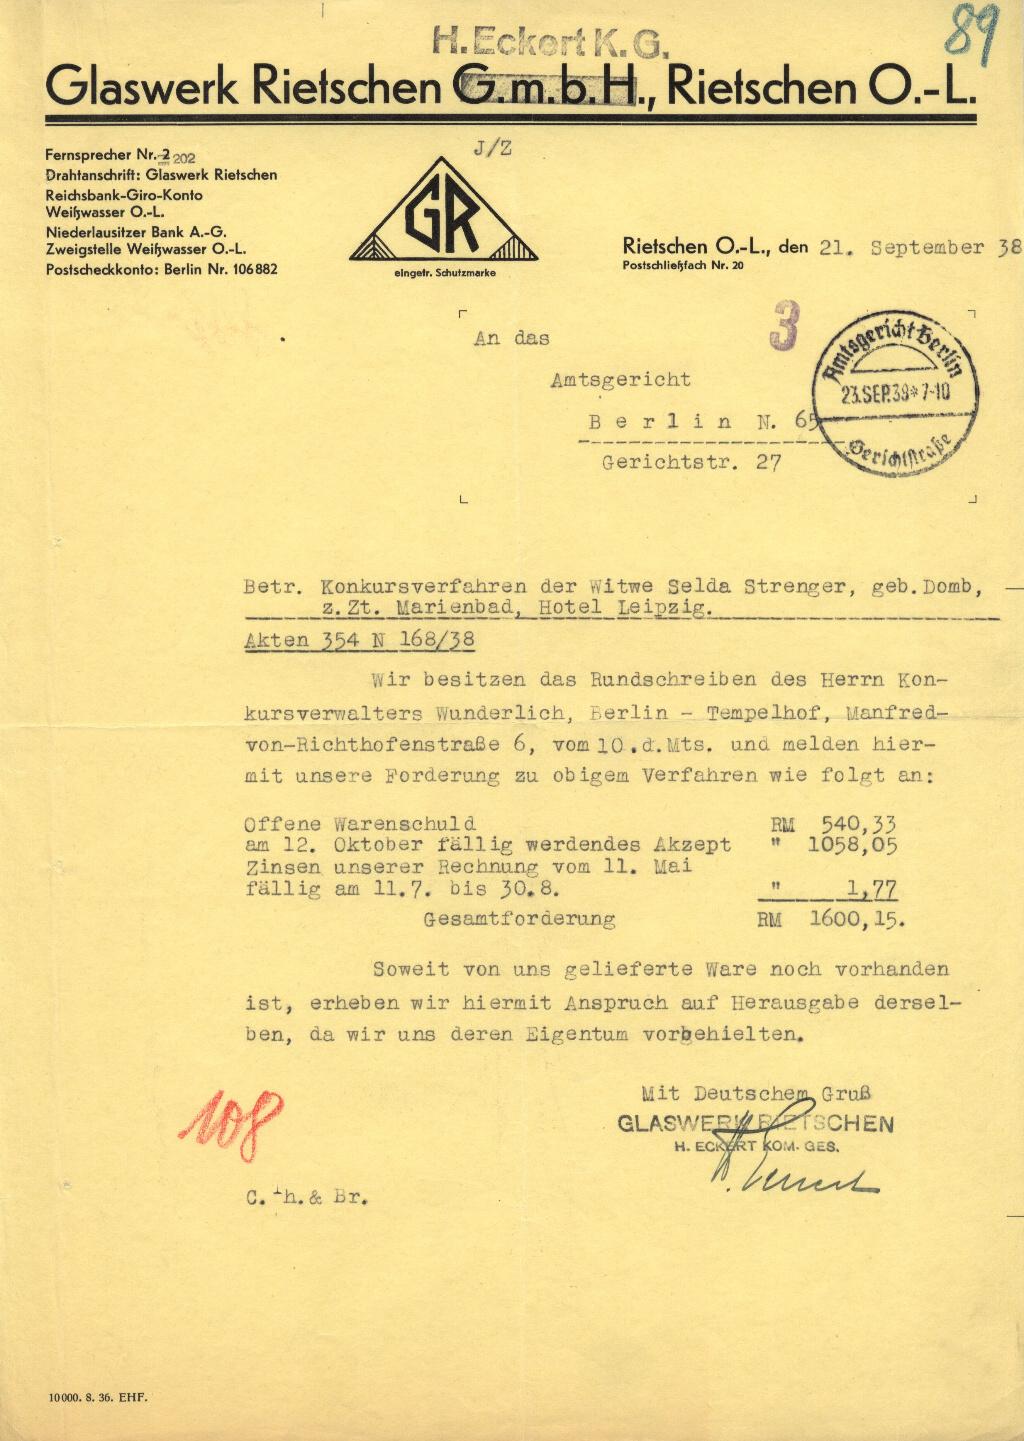 89
H. Eckert K.G.
Glaswerk Rietschen G.m.b.H., Rietschen O.-L.
J/Z
Fernsprecher Nr. 2 202
Drahtanschrift: Glaswerk Rietschen
Reichsbank-Giro-Konto
Weißwasser O.-L.
Niederlausitzer Bank A.-G.
Zweigstelle Weißwasser O.-L.
Postscheckkonto: Berlin Nr. 106882
GR
eingetr. Schutzmarke
Rietschen O.-L., den 21. September 38
Postschließfach Nr. 20
3
An das
Amtsgericht
Berlin N. 65
Gerichtstr. 27
Amtsgericht Berlin
23.SEP.38*7-10
Gerichtstraße
Betr. Konkursverfahren der Witwe Selda Strenger, geb. Domb,
z.Zt. Marienbad, Hotel Leipzig.
Akten 354 N 168/38
Wir besitzen das Rundschreiben des Herrn Kon-
kursverwalters Wunderlich, Berlin - Tempelhof, Manfred-
von-Richthofenstraße 6, vom 10.d.Mts. und melden hier-
mit unsere Forderung zu obigem Verfahren wie folgt an:
Offene Warenschuld RM 540,33
am 12. Oktober fällig werdendes Akzept " 1058,05
Zinsen unserer Rechnung vom 11. Mai
fällig am 11.7. bis 30.8. " 1,77
Gesamtforderung RM 1600,15.
Soweit von uns gelieferte Ware noch vorhanden
ist, erheben wir hiermit Anspruch auf Herausgabe dersel-
ben, da wir uns deren Eigentum vorbehielten.
Mit Deutschem Gruß
GLASWERK RIETSCHEN
H. ECKERT KOM. GES.
108
C. Th.& Br.
10000. 8. 36. EHF.